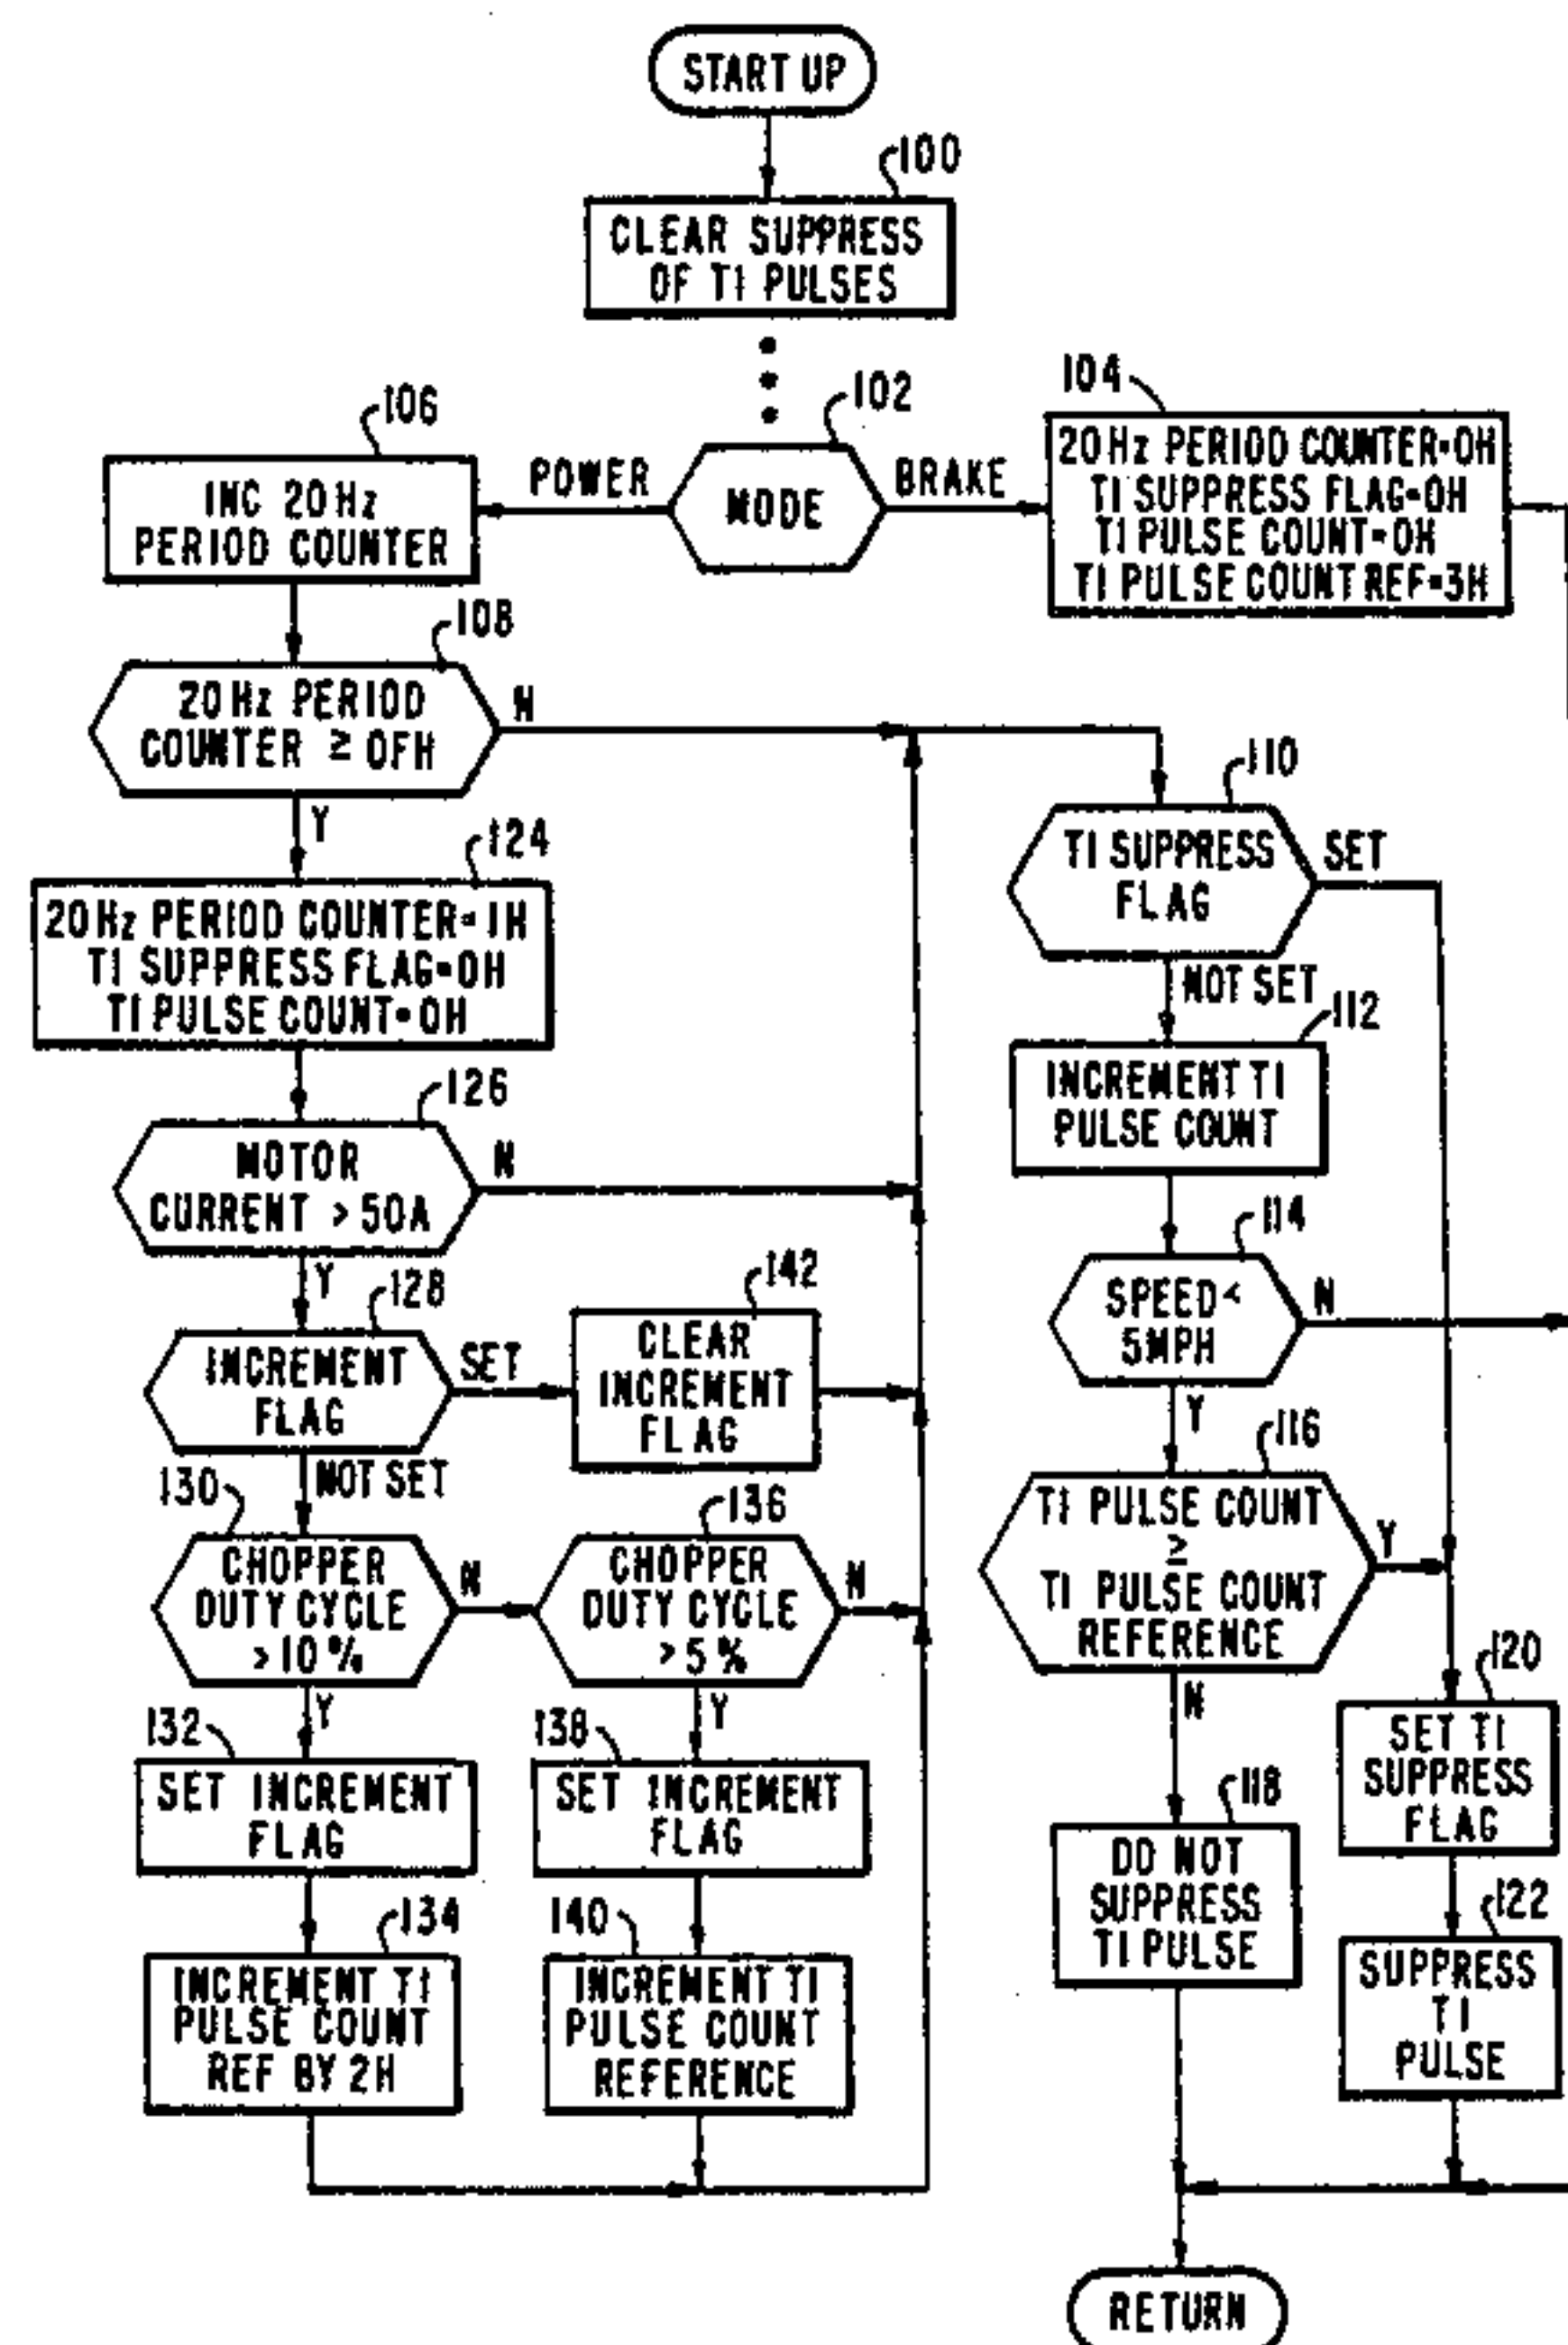 START UP
100
CLEAR SUPPRESS
OF T1 PULSES
102
MODE
POWER
BRAKE
104
20 Hz PERIOD COUNTER=0H
T1 SUPPRESS FLAG=0H
T1 PULSE COUNT=0H
T1 PULSE COUNT REF=3H
106
INC 20 Hz
PERIOD COUNTER
108
20 Hz PERIOD
COUNTER ≥ 0FH
N
Y
124
20 Hz PERIOD COUNTER=1H
T1 SUPPRESS FLAG=0H
T1 PULSE COUNT=0H
126
MOTOR
CURRENT >50A
N
Y
128
INCREMENT
FLAG
SET
NOT SET
142
CLEAR
INCREMENT
FLAG
130
CHOPPER
DUTY CYCLE
>10%
N
Y
136
CHOPPER
DUTY CYCLE
>5%
N
Y
132
SET INCREMENT
FLAG
138
SET INCREMENT
FLAG
134
INCREMENT T1
PULSE COUNT
REF BY 2H
140
INCREMENT T1
PULSE COUNT
REFERENCE
110
T1 SUPPRESS
FLAG
SET
NOT SET
112
INCREMENT T1
PULSE COUNT
114
SPEED<
5MPH
N
Y
116
T1 PULSE COUNT
≥
T1 PULSE COUNT
REFERENCE
Y
N
118
DO NOT
SUPPRESS
T1 PULSE
120
SET T1
SUPPRESS
FLAG
122
SUPPRESS
T1
PULSE
RETURN